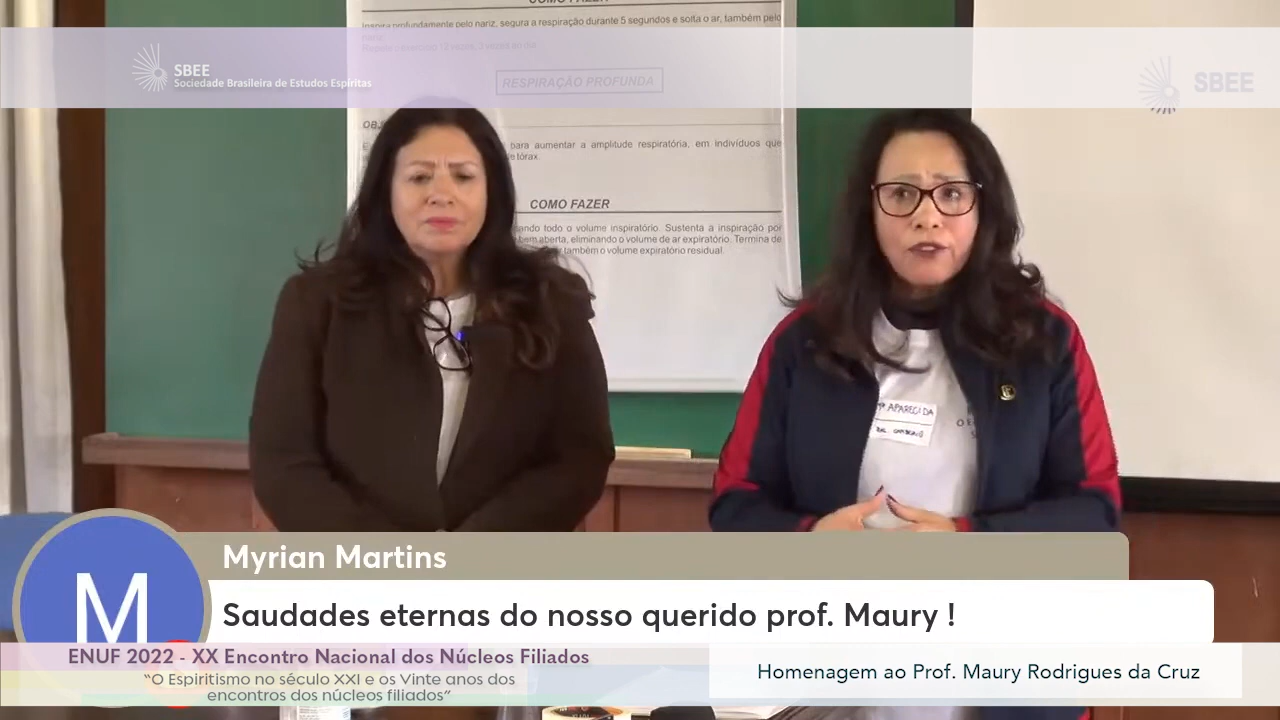 COMO FAZER
Inspira profundamente pelo nariz, segura a respiração durante 5 segundos e solta o ar, também pelo
SBEE
Sociedade Brasileira de Estudos Espíritas
SBEE
RESPIRAÇÃO PROFUNDA
para aumentar a amplitude respiratória, em indivíduos que
tórax.
COMO FAZER
todo o volume inspiratório. Sustenta a inspiração por
bem aberta, eliminando o volume de ar expiratório. Termina de
também o volume expiratório residual.
APARECIDA
Myrian Martins
M
Saudades eternas do nosso querido prof. Maury !
ENUF 2022 - XX Encontro Nacional dos Núcleos Filiados
“O Espiritismo no século XXI e os Vinte anos dos
encontros dos núcleos filiados”
Homenagem ao Prof. Maury Rodrigues da Cruz